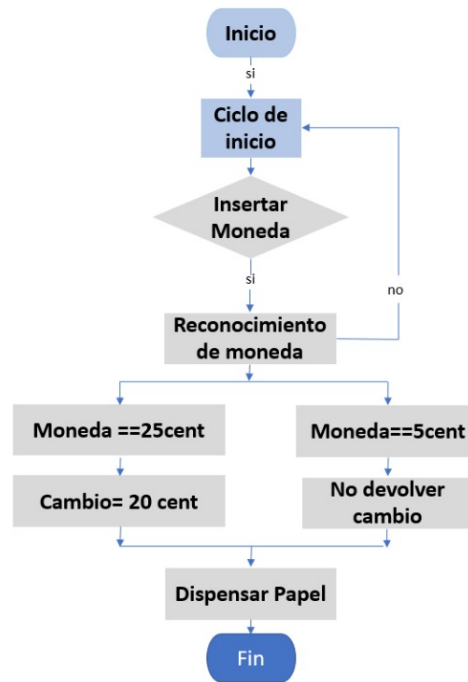 Inicio
si
Ciclo de
inicio
Insertar
Moneda
si
no
Reconocimiento
de moneda
Moneda ==25cent
Moneda==5cent
Cambio= 20 cent
No devolver
cambio
Dispensar Papel
Fin